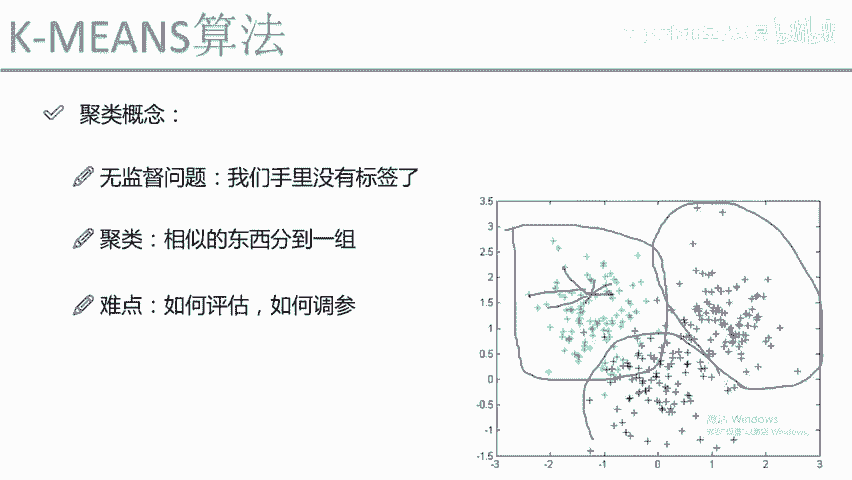 K-MEANS算法
聚类概念：
无监督问题：我们手里没有标签了
聚类：相似的东西分到一组
难点：如何评估，如何调参
3.5
3
2.5
2
1.5
1
0.5
0
-0.5
-1
-1.5
-3 -2 -1 0 1 2 3
激活 Windows